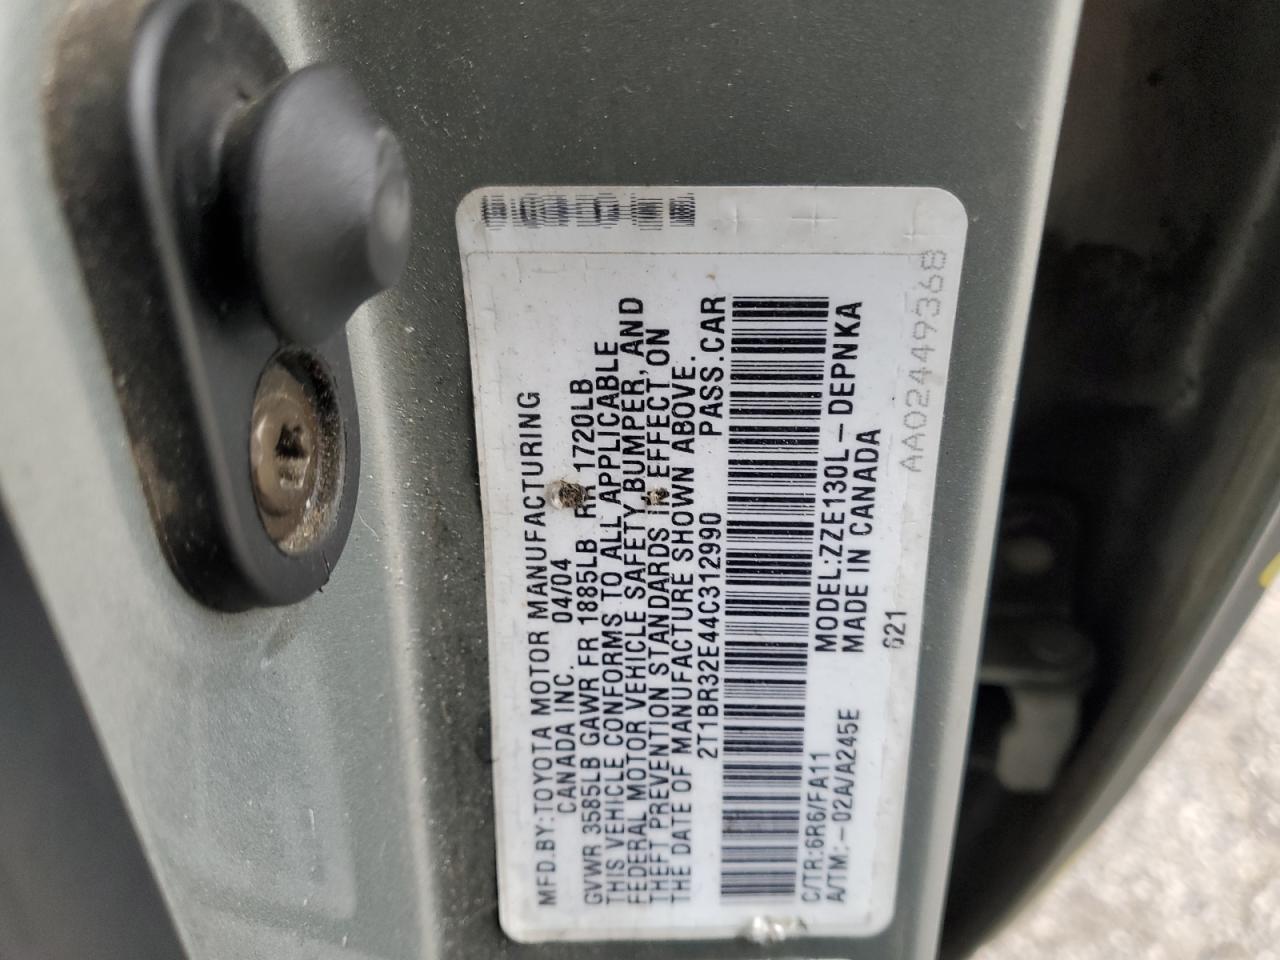 MFD.BY:TOYOTA MOTOR MANUFACTURING
CANADA INC. 04/04
GVWR 3585LB GAWR FR 1885LB RR 1720LB
THIS VEHICLE CONFORMS TO ALL APPLICABLE
FEDERAL MOTOR VEHICLE SAFETY,BUMPER, AND
THEFT PREVENTION STANDARDS IN EFFECT ON
THE DATE OF MANUFACTURE SHOWN ABOVE.
2T1BR32E44C312990 PASS.CAR
C/TR:6R6/FA11 MODEL:ZZE130L-DEPNKA
A/TM:-02A/A245E MADE IN CANADA
621
AA02449368